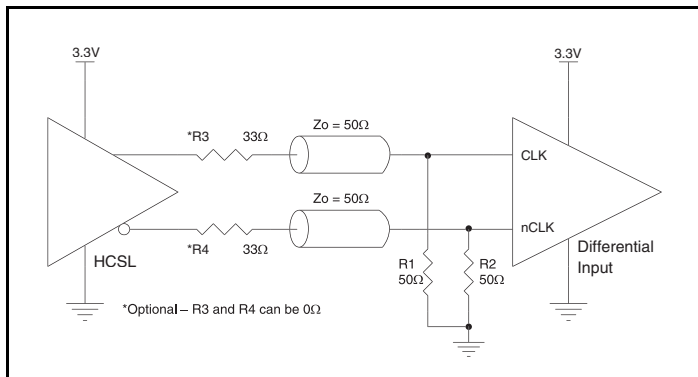 3.3V
3.3V
*R3
33Ω
Zo = 50Ω
CLK
Zo = 50Ω
nCLK
*R4
33Ω
HCSL
R1
50Ω
R2
50Ω
Differential
Input
*Optional – R3 and R4 can be 0Ω